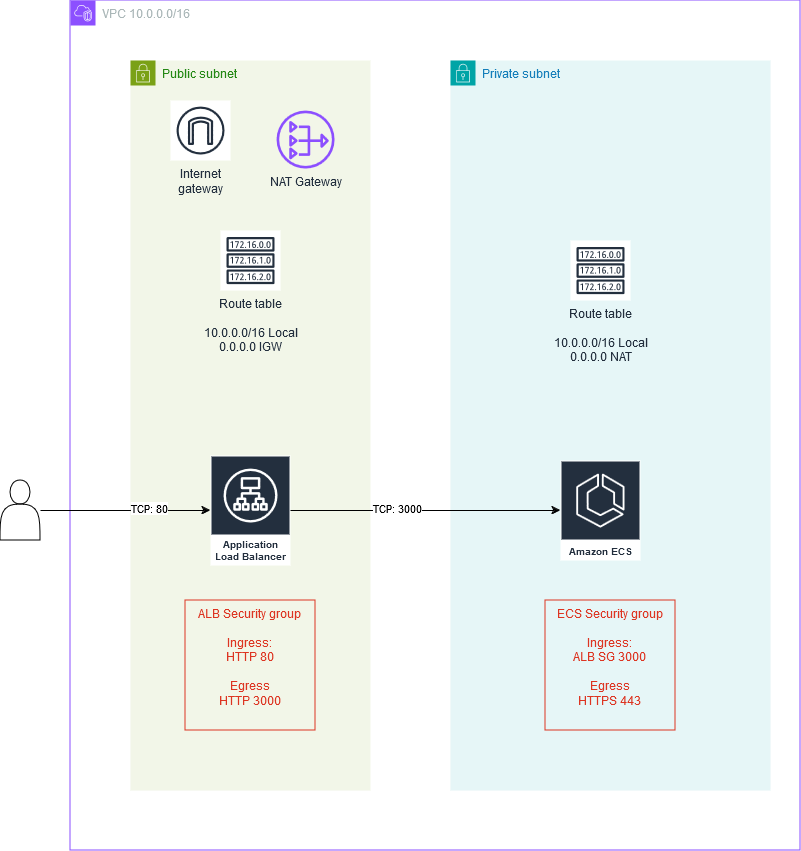 VPC 10.0.0.0/16
Public subnet
Private subnet
Internet
gateway
NAT Gateway
172.16.0.0
172.16.1.0
172.16.2.0
Route table
10.0.0.0/16 Local
0.0.0.0 IGW
172.16.0.0
172.16.1.0
172.16.2.0
Route table
10.0.0.0/16 Local
0.0.0.0 NAT
TCP: 80
TCP: 3000
Application
Load Balancer
Amazon ECS
ALB Security group
Ingress:
HTTP 80
Egress
HTTP 3000
ECS Security group
Ingress:
ALB SG 3000
Egress
HTTPS 443